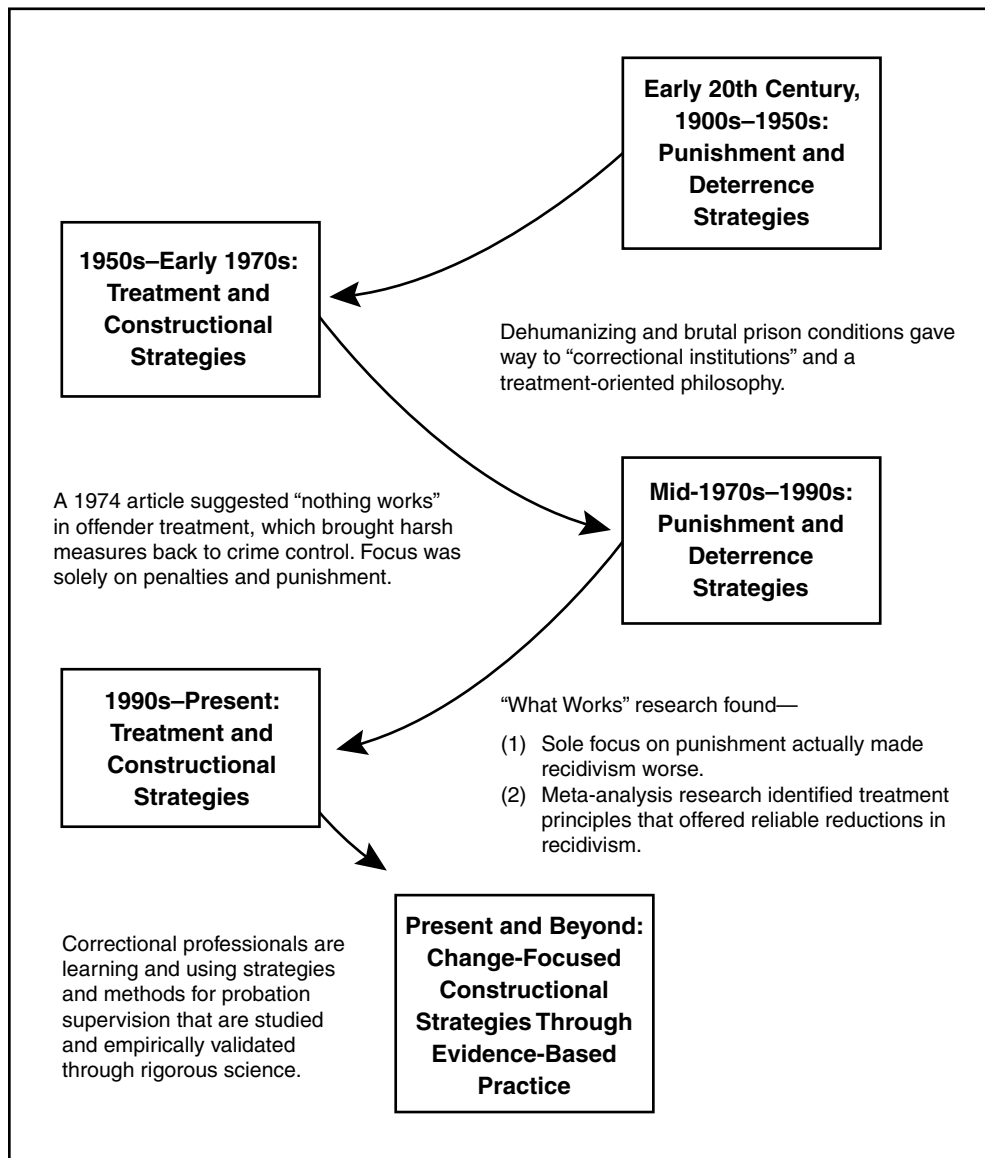 Early 20th Century,
1900s–1950s:
Punishment and
Deterrence
Strategies
1950s–Early 1970s:
Treatment and
Constructional
Strategies
Dehumanizing and brutal prison conditions gave
way to “correctional institutions” and a
treatment-oriented philosophy.
A 1974 article suggested “nothing works”
in offender treatment, which brought harsh
measures back to crime control. Focus was
solely on penalties and punishment.
Mid-1970s–1990s:
Punishment and
Deterrence
Strategies
1990s–Present:
Treatment and
Constructional
Strategies
“What Works” research found—
(1) Sole focus on punishment actually made
recidivism worse.
(2) Meta-analysis research identified treatment
principles that offered reliable reductions in
recidivism.
Correctional professionals are
learning and using strategies
and methods for probation
supervision that are studied
and empirically validated
through rigorous science.
Present and Beyond:
Change-Focused
Constructional
Strategies Through
Evidence-Based
Practice